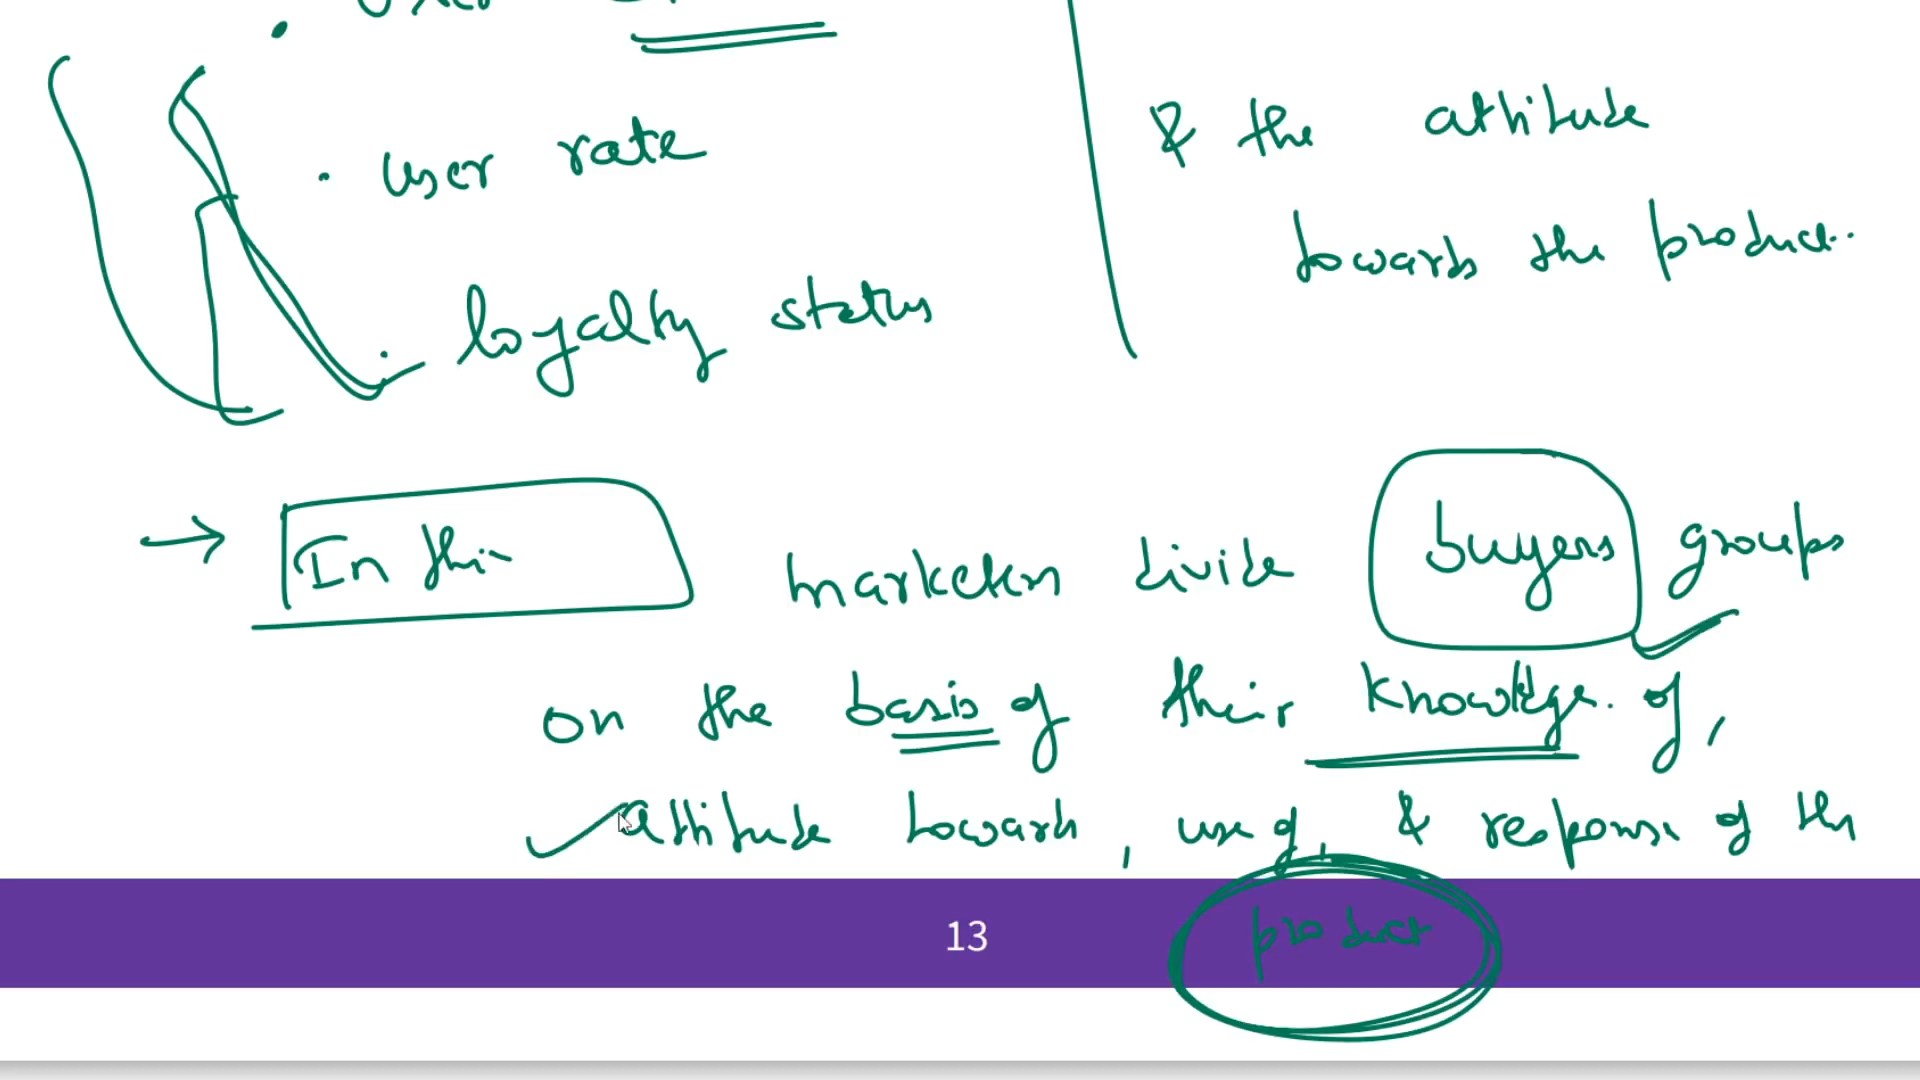 User
• user rate
loyalty status
& the attitude
towards the product..
→ In this marketers divide buyers groups
on the basis of their knowledge of,
attitude towards, use of, & response of the
product
13